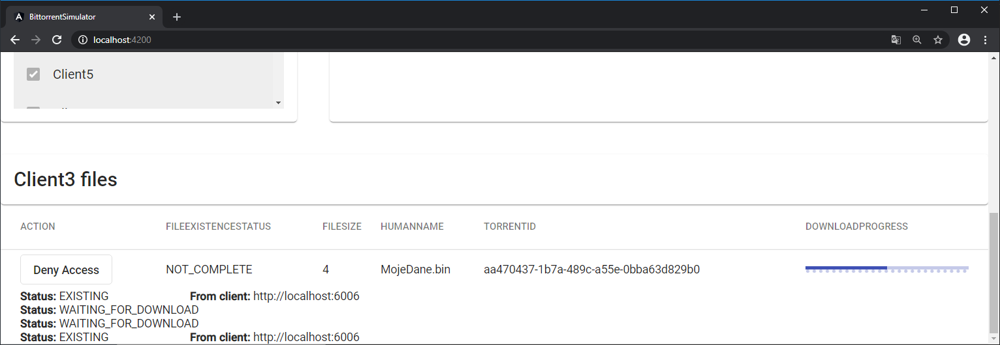 BittorrentSimulator
localhost:4200
Client5
Client3 files
ACTION FILEEXISTENCESTATUS FILESIZE HUMANNAME TORRENTID DOWNLOADPROGRESS
Deny Access NOT_COMPLETE 4 MojeDane.bin aa470437-1b7a-489c-a55e-0bba63d829b0
Status: EXISTING From client: http://localhost:6006
Status: WAITING_FOR_DOWNLOAD
Status: WAITING_FOR_DOWNLOAD
Status: EXISTING From client: http://localhost:6006